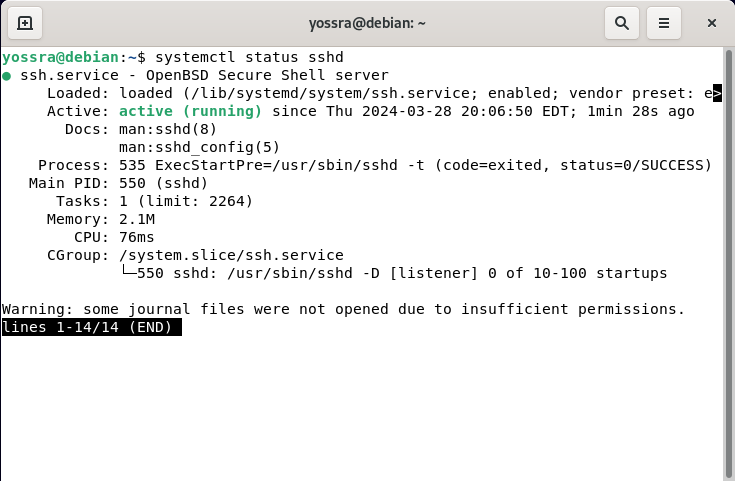 yossra@debian: ~
yossra@debian:~$ systemctl status sshd
● ssh.service - OpenBSD Secure Shell server
Loaded: loaded (/lib/systemd/system/ssh.service; enabled; vendor preset: e>
Active: active (running) since Thu 2024-03-28 20:06:50 EDT; 1min 28s ago
Docs: man:sshd(8)
man:sshd_config(5)
Process: 535 ExecStartPre=/usr/sbin/sshd -t (code=exited, status=0/SUCCESS)
Main PID: 550 (sshd)
Tasks: 1 (limit: 2264)
Memory: 2.1M
CPU: 76ms
CGroup: /system.slice/ssh.service
└─550 sshd: /usr/sbin/sshd -D [listener] 0 of 10-100 startups
Warning: some journal files were not opened due to insufficient permissions.
lines 1-14/14 (END)